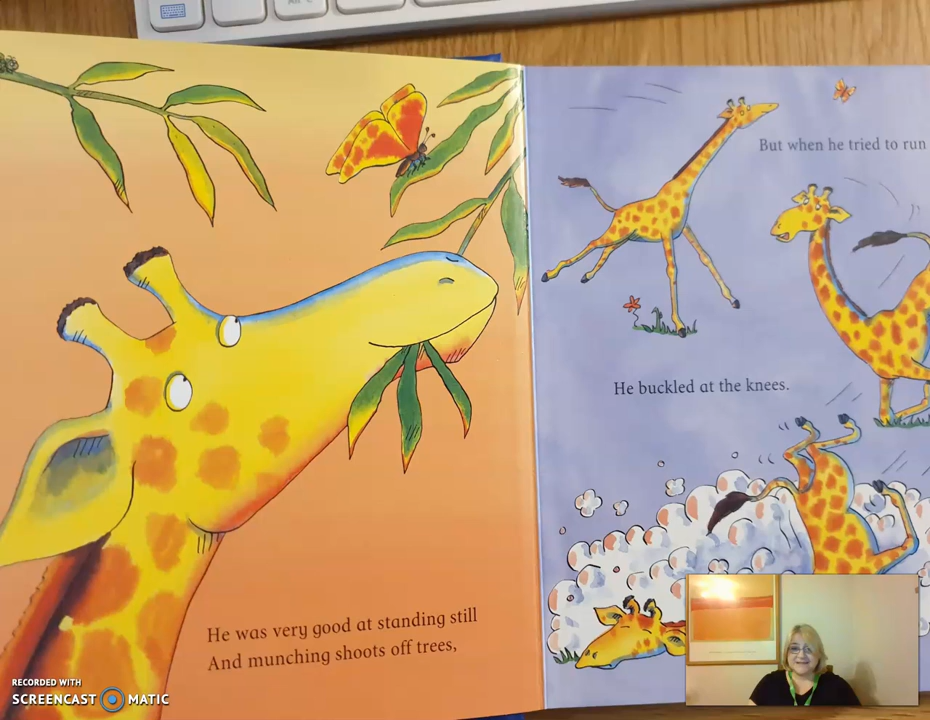 He was very good at standing still
And munching shoots off trees,
But when he tried to run
He buckled at the knees.
RECORDED WITH
SCREENCAST MATIC